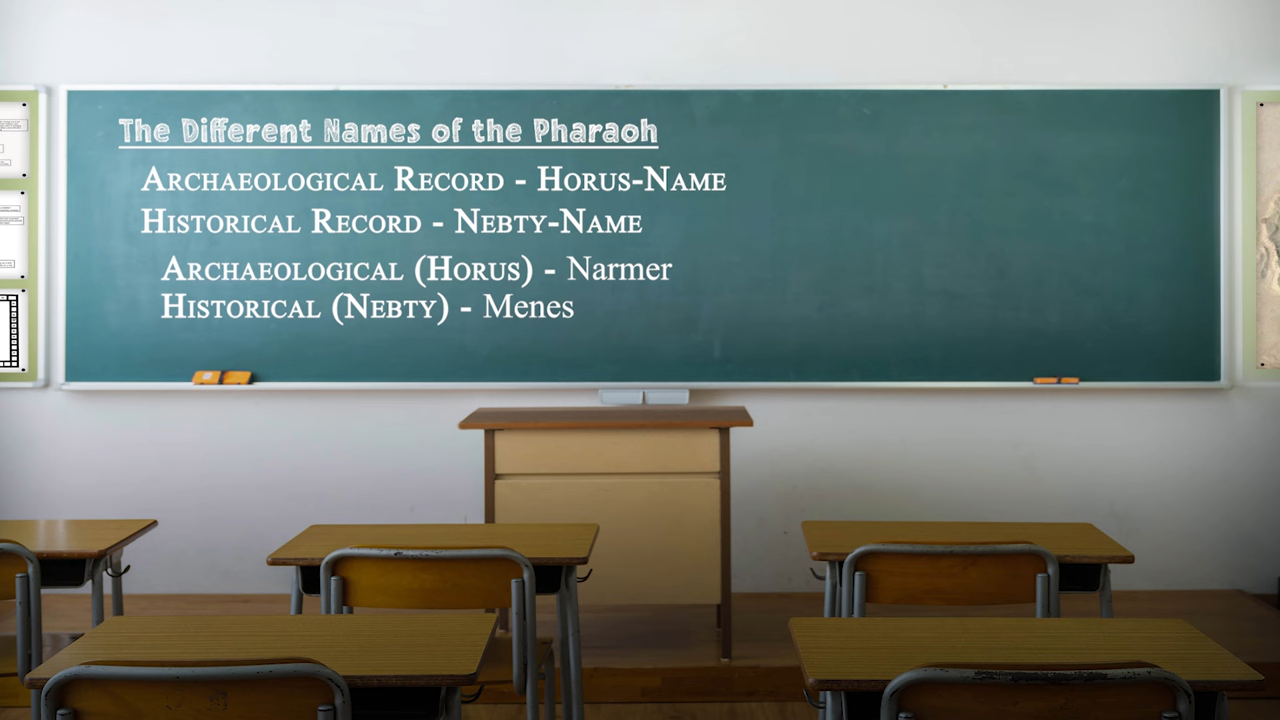 The Different Names of the Pharaoh
Archaeological Record - Horus-Name
Historical Record - Nebty-Name
Archaeological (Horus) - Narmer
Historical (Nebty) - Menes